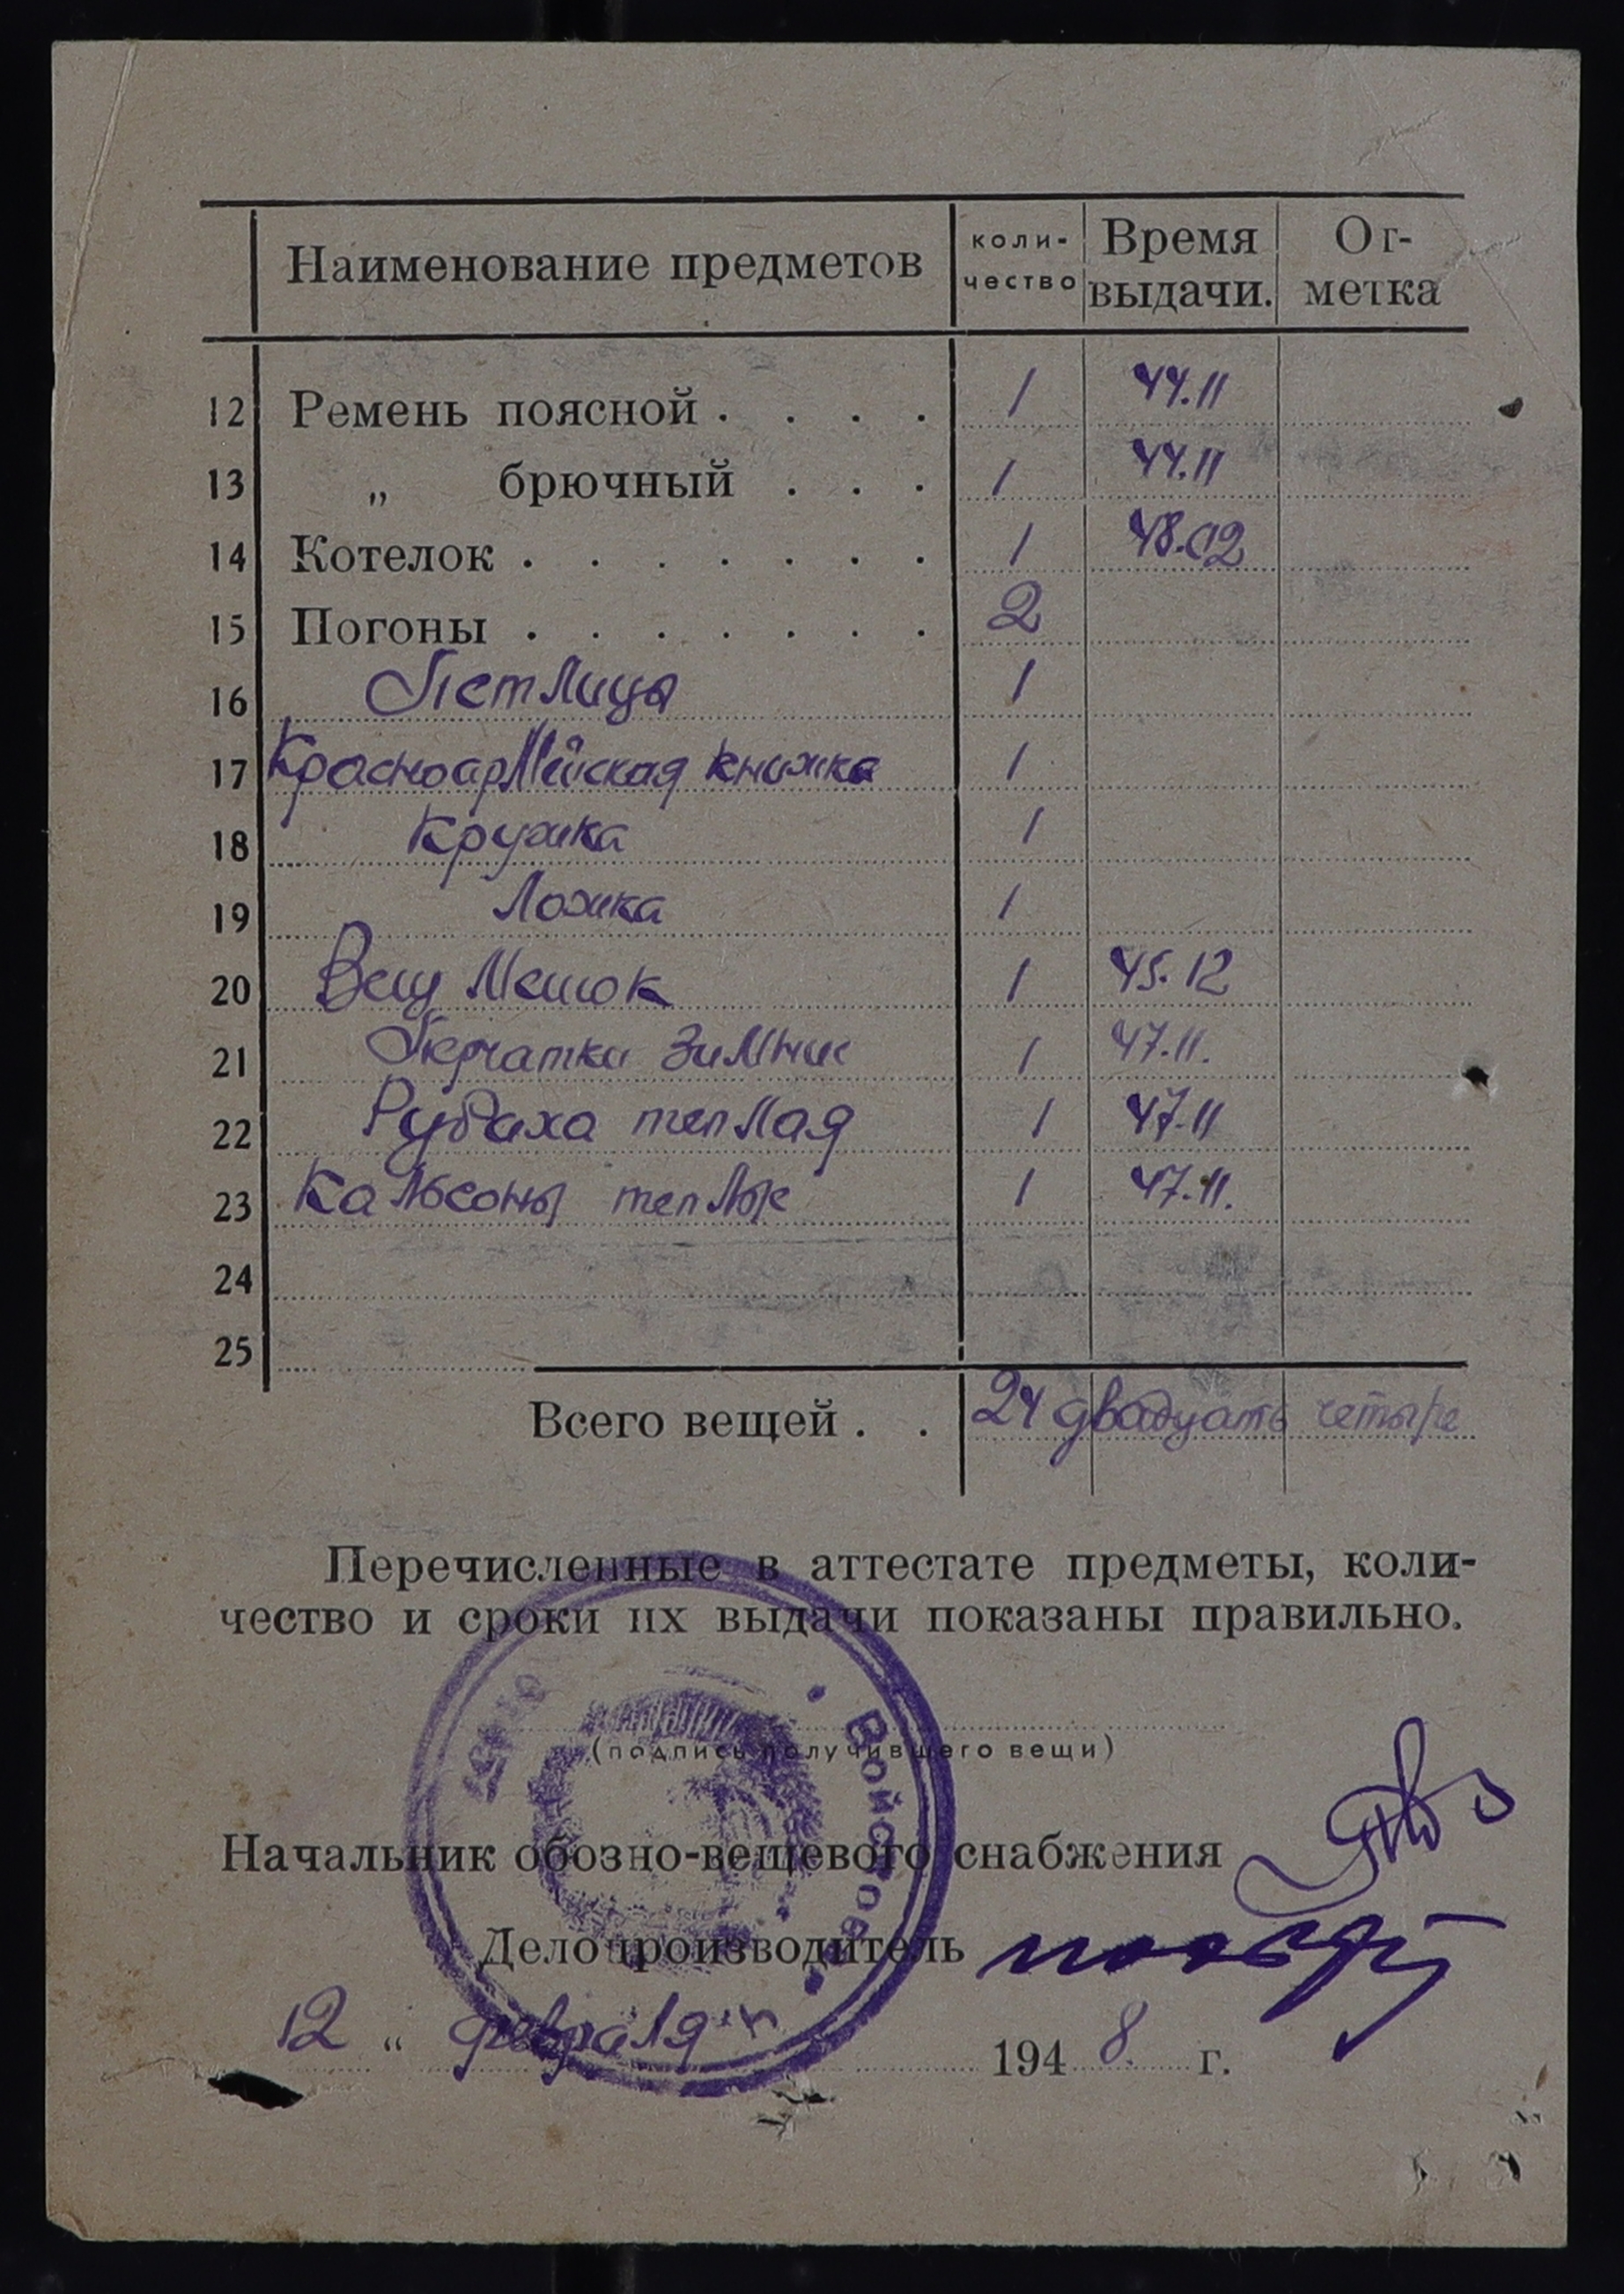 Наименование предметов коли-чество Время выдачи. От-метка
12 Ремень поясной . . . . 1 44.11
13 „ брючный . . . 1 44.11
14 Котелок . . . . . . . 1 48.02
15 Погоны . . . . . . . 2
16 Петлицы 1
17 Красноармейская книжка 1
18 Кружка 1
19 Ложка 1
20 Вещ мешок 1 45.12
21 Перчатки зимние 1 47.11.
22 Рубаха теплая 1 47.11
23 Кальсоны теплые 1 47.11.
24
25
Всего вещей . . 24 двадцать четыре
Перечисленные в аттестате предметы, коли-
чество и сроки их выдачи показаны правильно.
(подпись получившего вещи)
Начальник обозно-вещевого снабжения
Делопроизводитель
12 „ февраля 194 8. г.